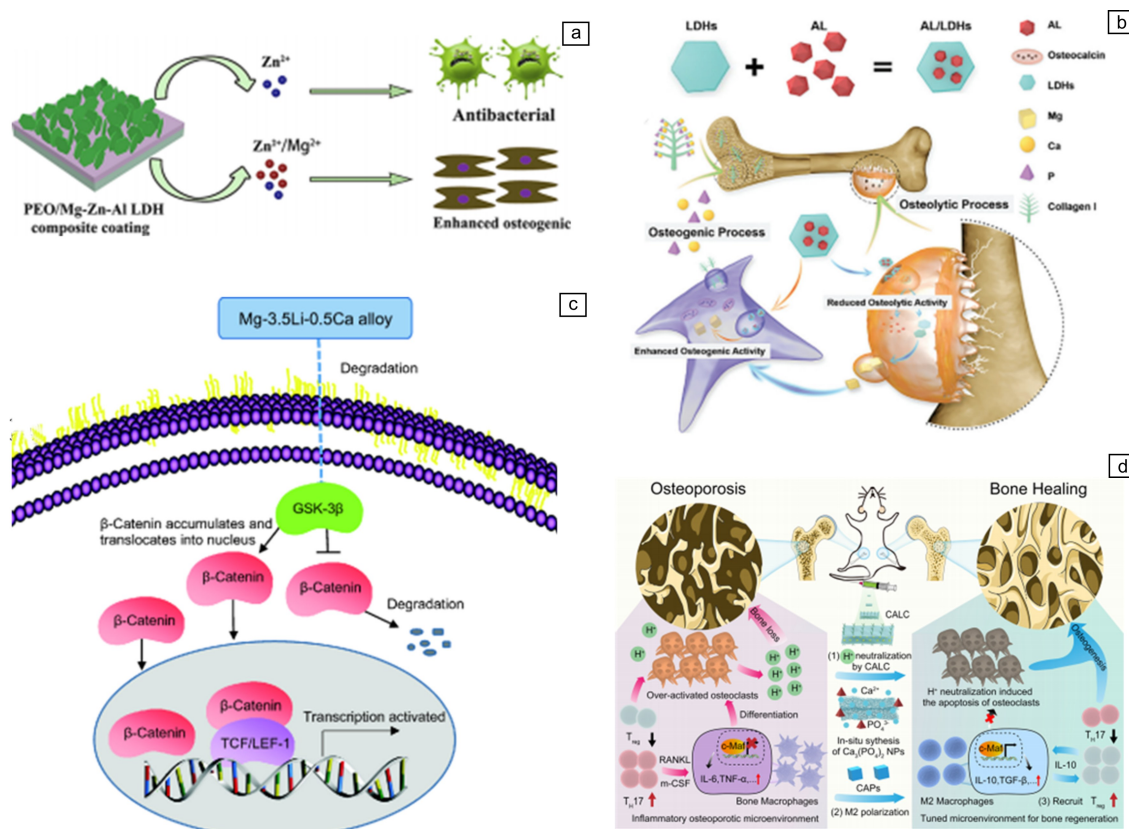 a
Zn²⁺
Antibacterial
Zn²⁺/Mg²⁺
PEO/Mg-Zn-Al LDH
composite coating
Enhanced osteogenic
b
LDHs
AL
AL/LDHs
+
=
AL
Osteocalcin
LDHs
Mg
Ca
P
Collagen I
Osteogenic Process
Osteolytic Process
Reduced Osteolytic Activity
Enhanced Osteogenic Activity
c
Mg-3.5Li-0.5Ca alloy
Degradation
GSK-3β
β-Catenin accumulates and
translocates into nucleus
β-Catenin
β-Catenin
β-Catenin
Degradation
β-Catenin
β-Catenin
TCF/LEF-1
Transcription activated
d
Osteoporosis
Bone Healing
Bone loss
CALC
Osteogenesis
H⁺
H⁺
H⁺
H⁺
H⁺
H⁺
H⁺
(1) H⁺ neutralization
by CALC
Over-activated osteoclasts
H⁺ neutralization induced
the apoptosis of osteoclasts
Ca²⁺
PO₄³⁻
Differentiation
Treg
TH17
In-situ sythesis
of Ca₃(PO₄)₂ NPs
RANKL
m-CSF
c-Maf
IL-6,TNF-α,...
c-Maf
IL-10,TGF-β,...
IL-10
CAPs
TH17
Bone Macrophages
(2) M2 polarization
M2 Macrophages
(3) Recruit
Treg
Inflammatory osteoporotic microenvironment
Tuned microenvironment for bone regeneration